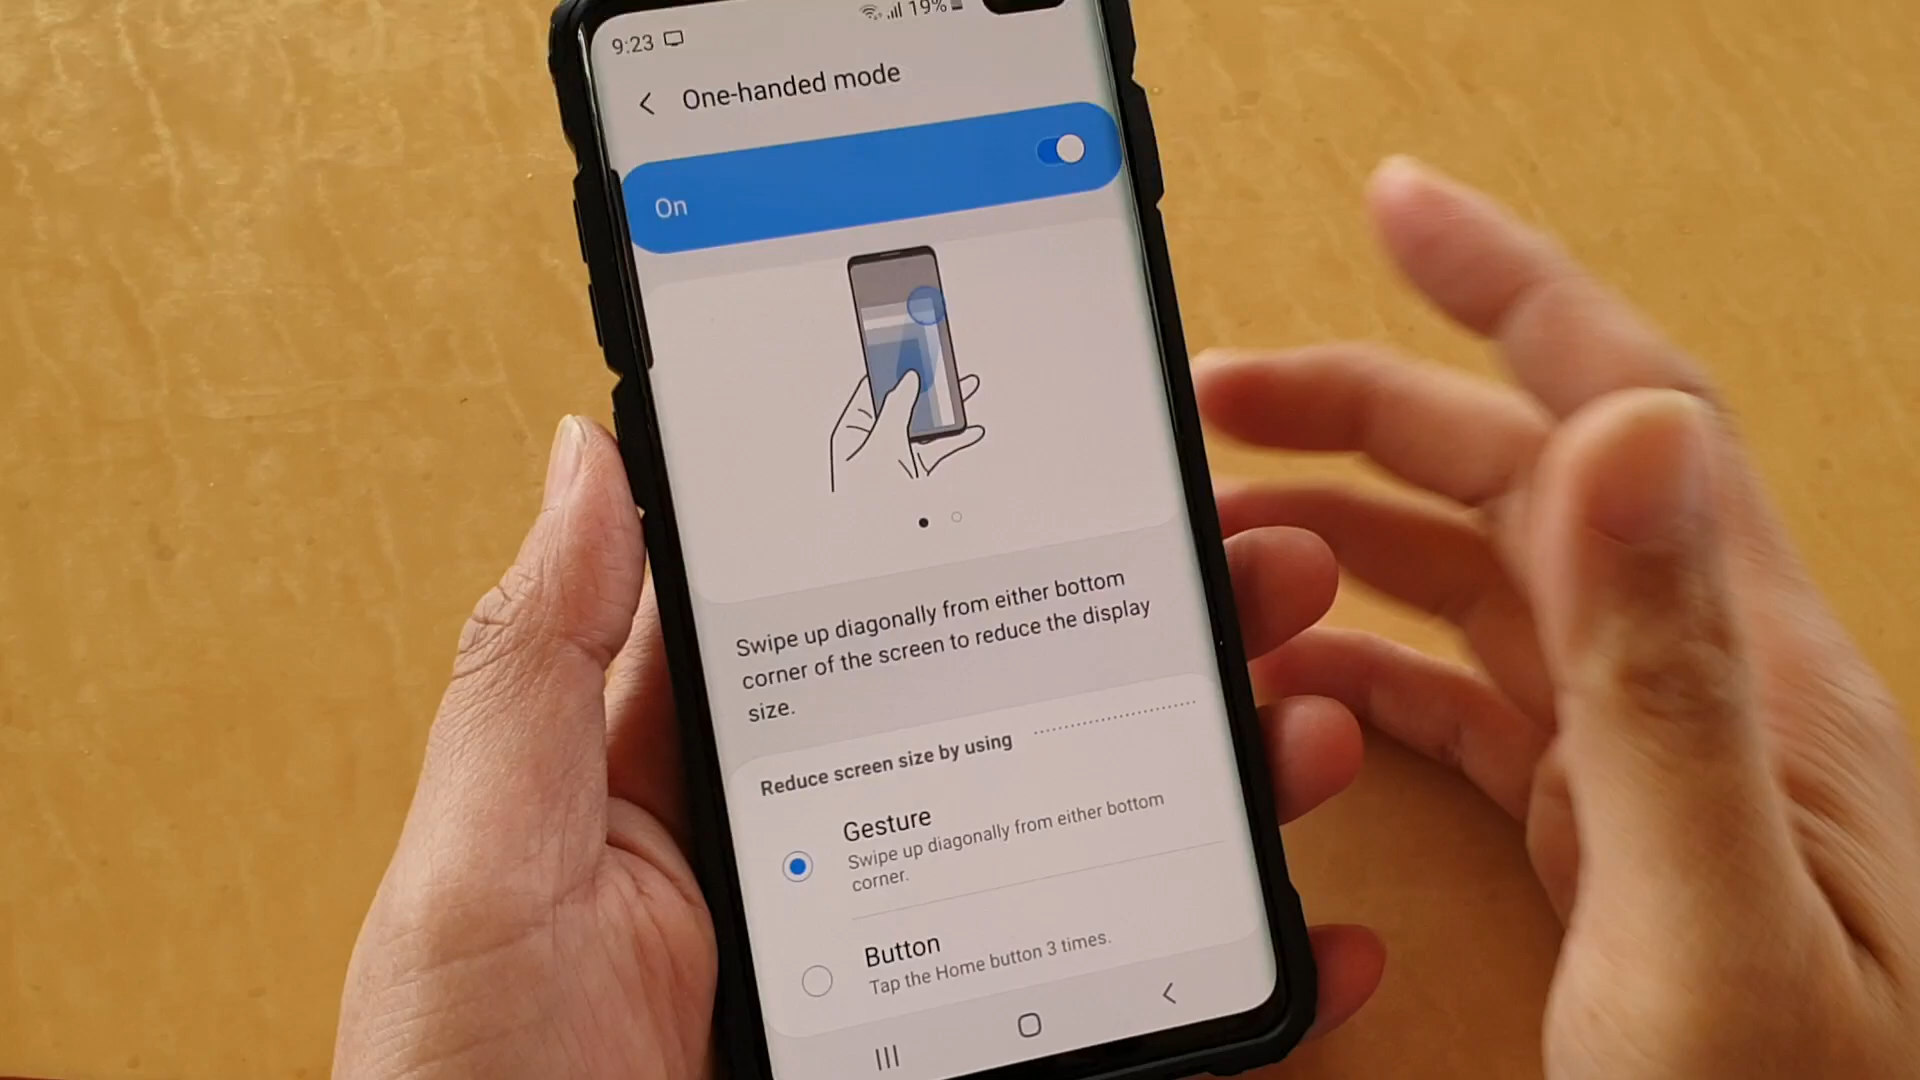 9:23 19%
One-handed mode
On
Swipe up diagonally from either bottom
corner of the screen to reduce the display
size.
Reduce screen size by using
Gesture
Swipe up diagonally from either bottom
corner.
Button
Tap the Home button 3 times.